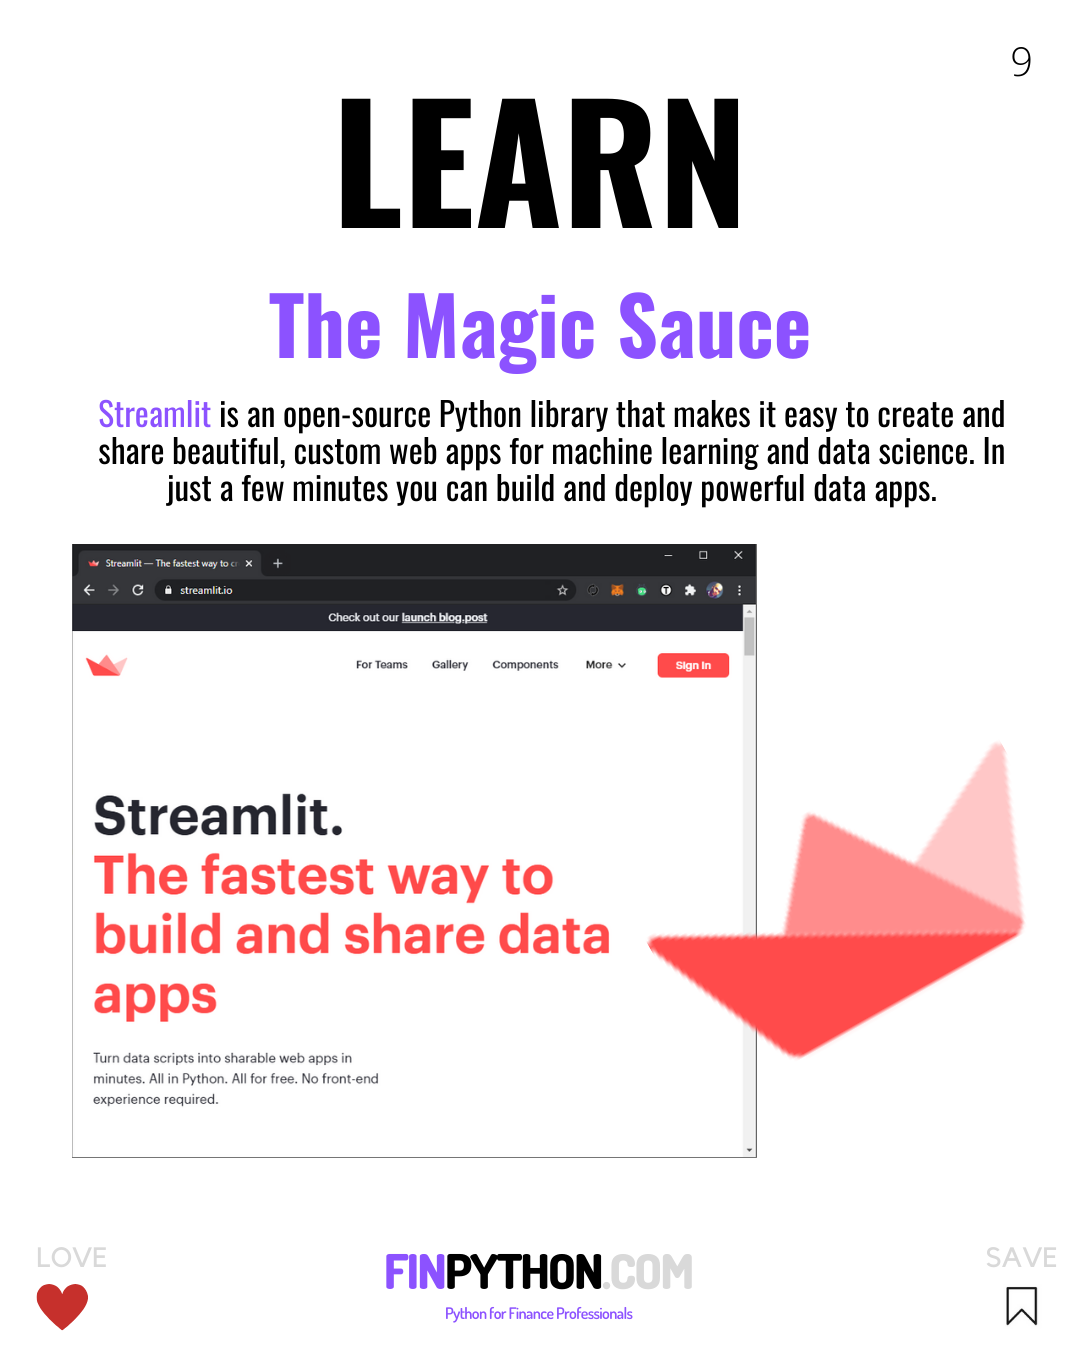 9
LEARN
The Magic Sauce
Streamlit is an open-source Python library that makes it easy to create and
share beautiful, custom web apps for machine learning and data science. In
just a few minutes you can build and deploy powerful data apps.
Streamlit — The fastest way to cr
streamlit.io
Check out our launch blog post
For Teams Gallery Components More Sign In
Streamlit.
The fastest way to
build and share data
apps
Turn data scripts into sharable web apps in
minutes. All in Python. All for free. No front-end
experience required.
LOVE
FINPYTHON.COM
Python for Finance Professionals
SAVE